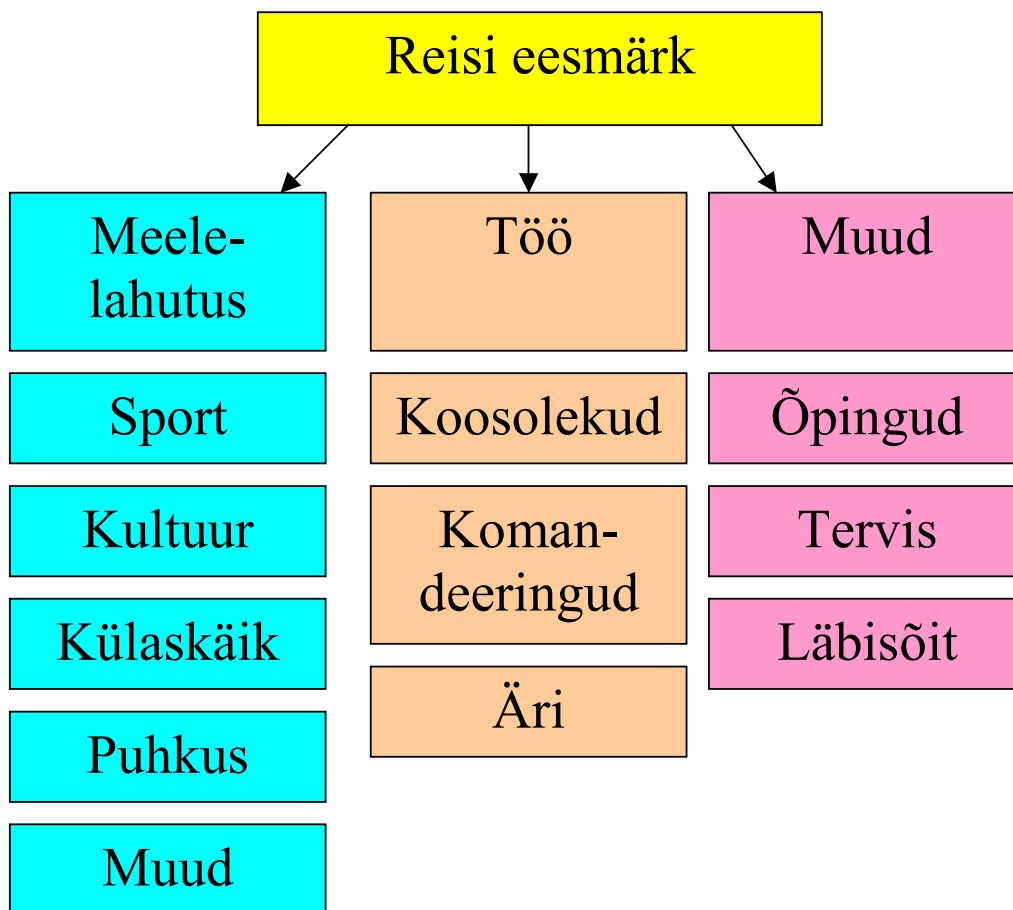 Reisi eesmärk
Meele-
lahutus
Sport
Kultuur
Külaskäik
Puhkus
Muud
Töö
Koosolekud
Koman-
deeringud
Äri
Muud
Õpingud
Tervis
Läbisõit